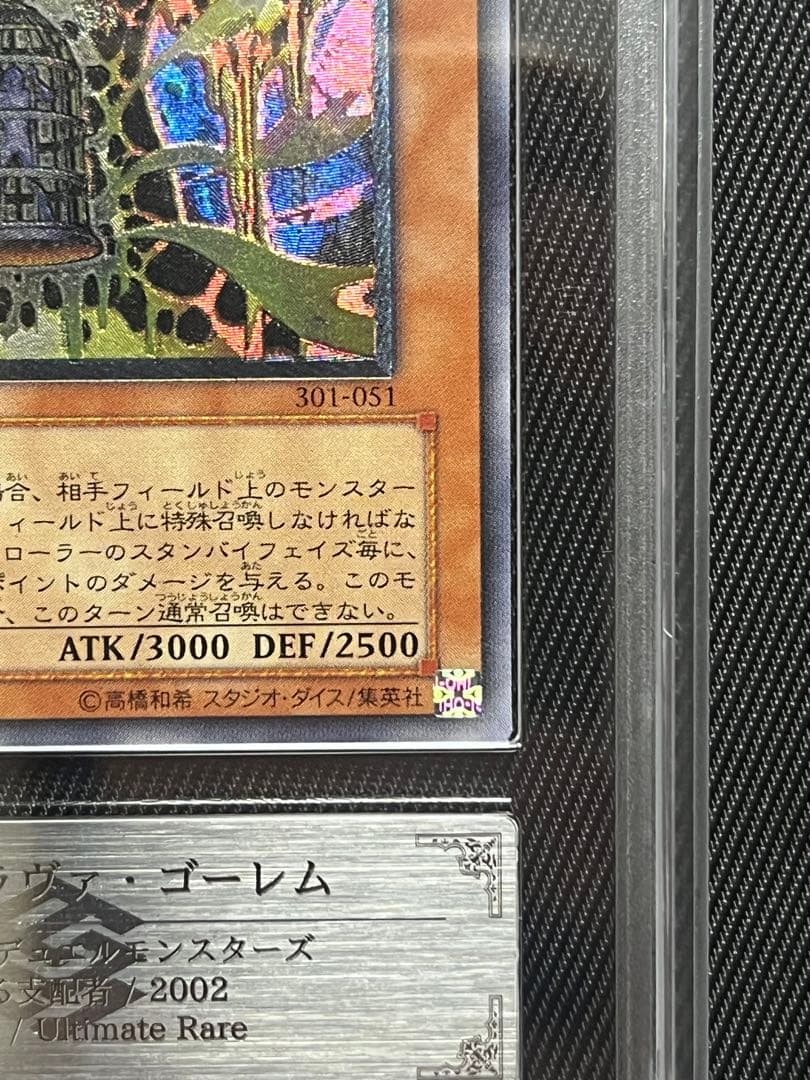 301-051
合、相手フィールド上のモンスター
ィールド上に特殊召喚しなければな
ローラーのスタンバイフェイズ毎に、
イントのダメージを与える。このモ
、このターン通常召喚はできない。
ATK/3000 DEF/2500
©高橋和希 スタジオ・ダイス/集英社
ヴァ・ゴーレム
デュエルモンスターズ
る支配者 / 2002
/ Ultimate Rare